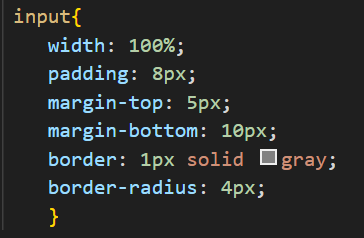 input{
width: 100%;
padding: 8px;
margin-top: 5px;
margin-bottom: 10px;
border: 1px solid gray;
border-radius: 4px;
}